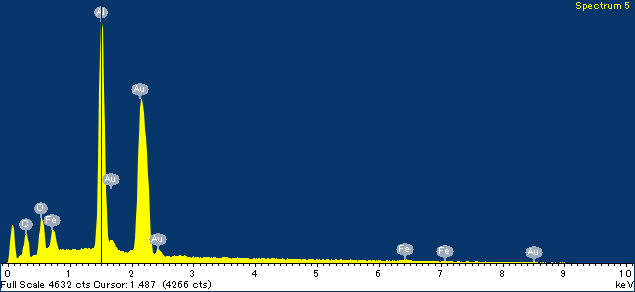 Spectrum 5
Al
Au
Au
O
Fe
C
Au
Fe
Fe
Au
0 1 2 3 4 5 6 7 8 9 10
Full Scale 4632 cts Cursor: 1.487 (4266 cts) keV